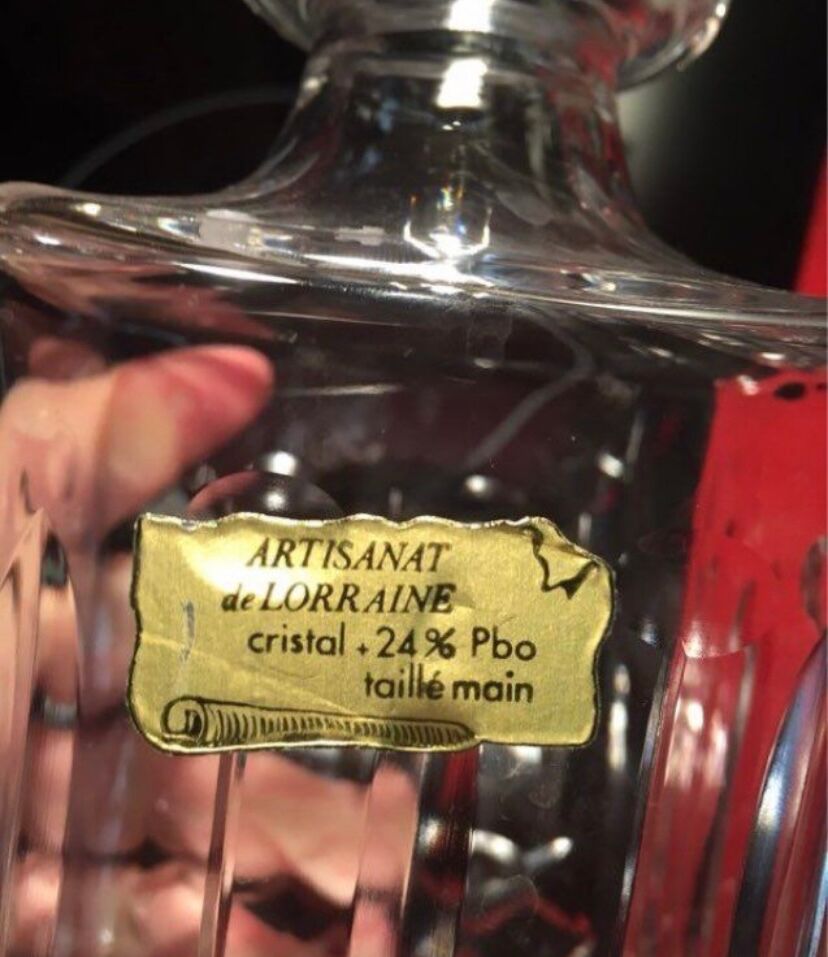 ARTISANAT
de LORRAINE
cristal + 24% Pbo
taillé main